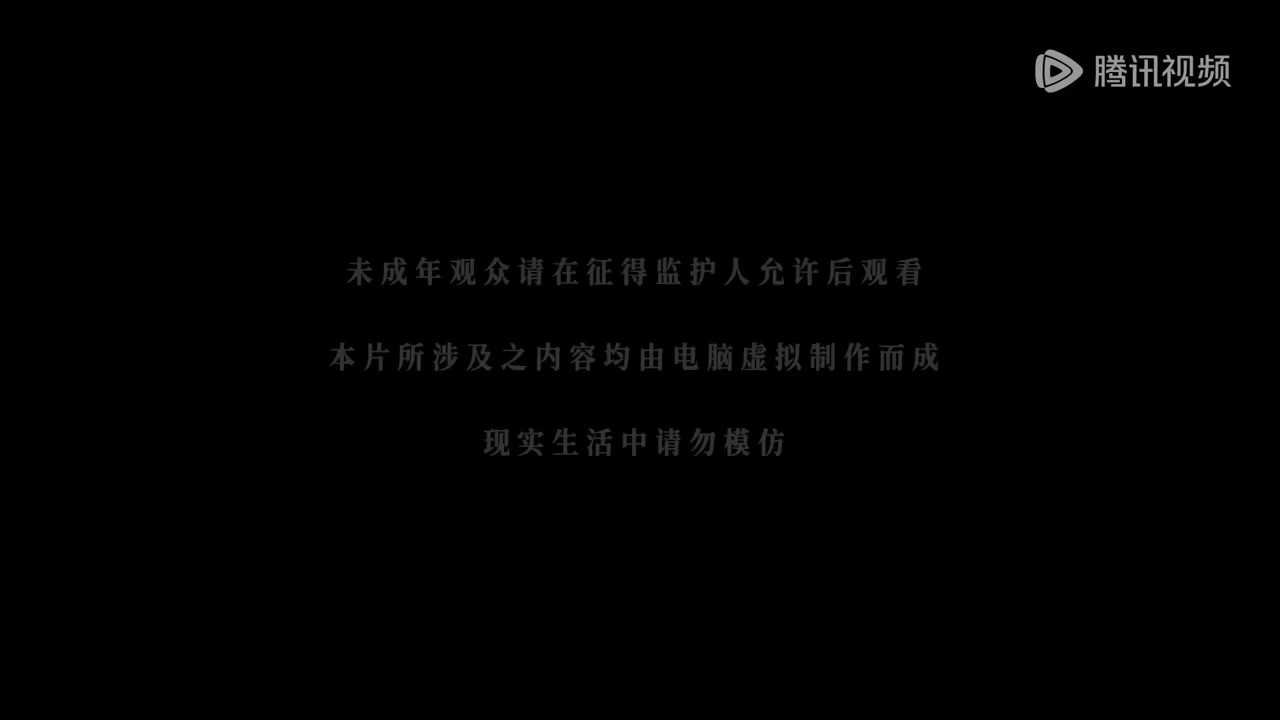 腾讯视频
未成年观众请在征得监护人允许后观看
本片所涉及之内容均由电脑虚拟制作而成
现实生活中请勿模仿